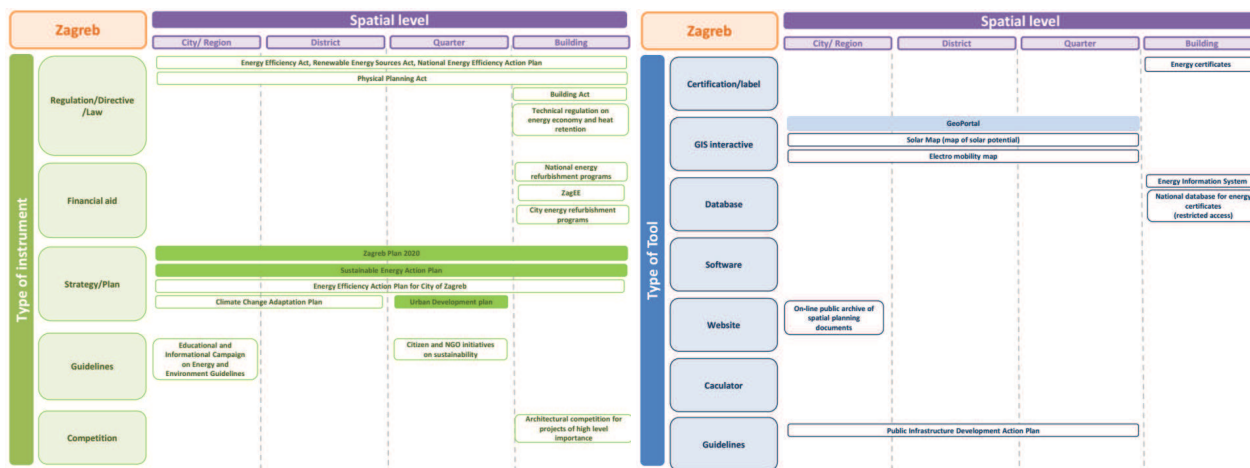 Zagreb
Spatial level
City/ Region
District
Quarter
Building
Type of instrument
Regulation/Directive
/Law
Energy Efficiency Act, Renewable Energy Sources Act, National Energy Efficiency Action Plan
Physical Planning Act
Building Act
Technical regulation on
energy economy and heat
retention
Financial aid
National energy
refurbishment programs
ZagEE
City energy refurbishment
programs
Strategy/Plan
Zagreb Plan 2020
Sustainable Energy Action Plan
Energy Efficiency Action Plan for City of Zagreb
Climate Change Adaptation Plan
Urban Development plan
Guidelines
Educational and
Informational Campaign
on Energy and
Environment Guidelines
Citizen and NGO initiatives
on sustainability
Competition
Architectural competition for
projects of high level
importance
Zagreb
Spatial level
City/ Region
District
Quarter
Building
Type of Tool
Certification/label
Energy certificates
GIS interactive
GeoPortal
Solar Map (map of solar potential)
Electro mobility map
Database
Energy Information System
National database for energy
certificates
(restricted access)
Software
Website
On-line public archive of
spatial planning
documents
Caculator
Guidelines
Public Infrastructure Development Action Plan